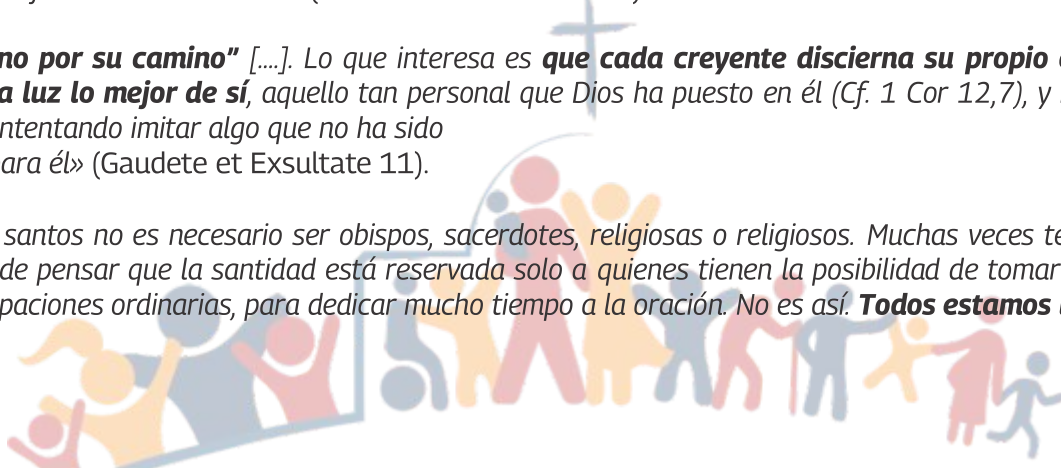 no por su camino” [....]. Lo que interesa es que cada creyente discierna su propio
a luz lo mejor de sí, aquello tan personal que Dios ha puesto en él (Cf. 1 Cor 12,7), y
ntentando imitar algo que no ha sido
ara él» (Gaudete et Exsultate 11).
santos no es necesario ser obispos, sacerdotes, religiosas o religiosos. Muchas veces te
de pensar que la santidad está reservada solo a quienes tienen la posibilidad de tomar
paciones ordinarias, para dedicar mucho tiempo a la oración. No es así. Todos estamos